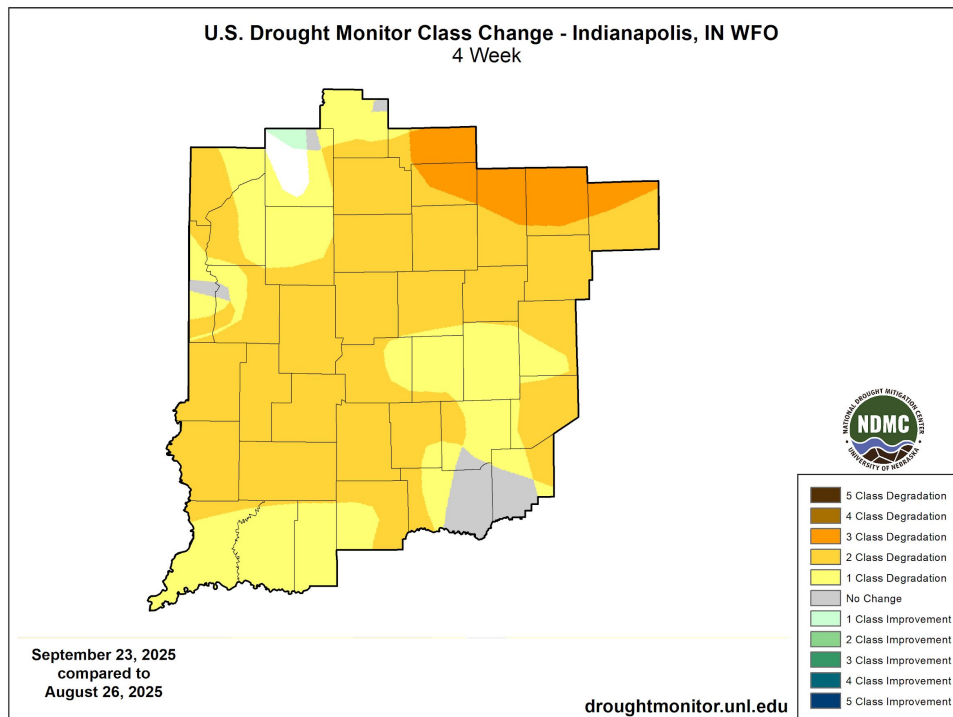 U.S. Drought Monitor Class Change - Indianapolis, IN WFO
4 Week
NATIONAL DROUGHT MITIGATION CENTER
NDMC
UNIVERSITY OF NEBRASKA
5 Class Degradation
4 Class Degradation
3 Class Degradation
2 Class Degradation
1 Class Degradation
No Change
1 Class Improvement
2 Class Improvement
3 Class Improvement
4 Class Improvement
5 Class Improvement
September 23, 2025
compared to
August 26, 2025
droughtmonitor.unl.edu